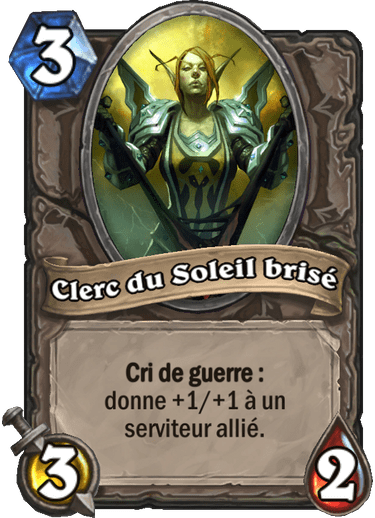 3
Clerc du Soleil brisé
Cri de guerre :
donne +1/+1 à un
serviteur allié.
3
2